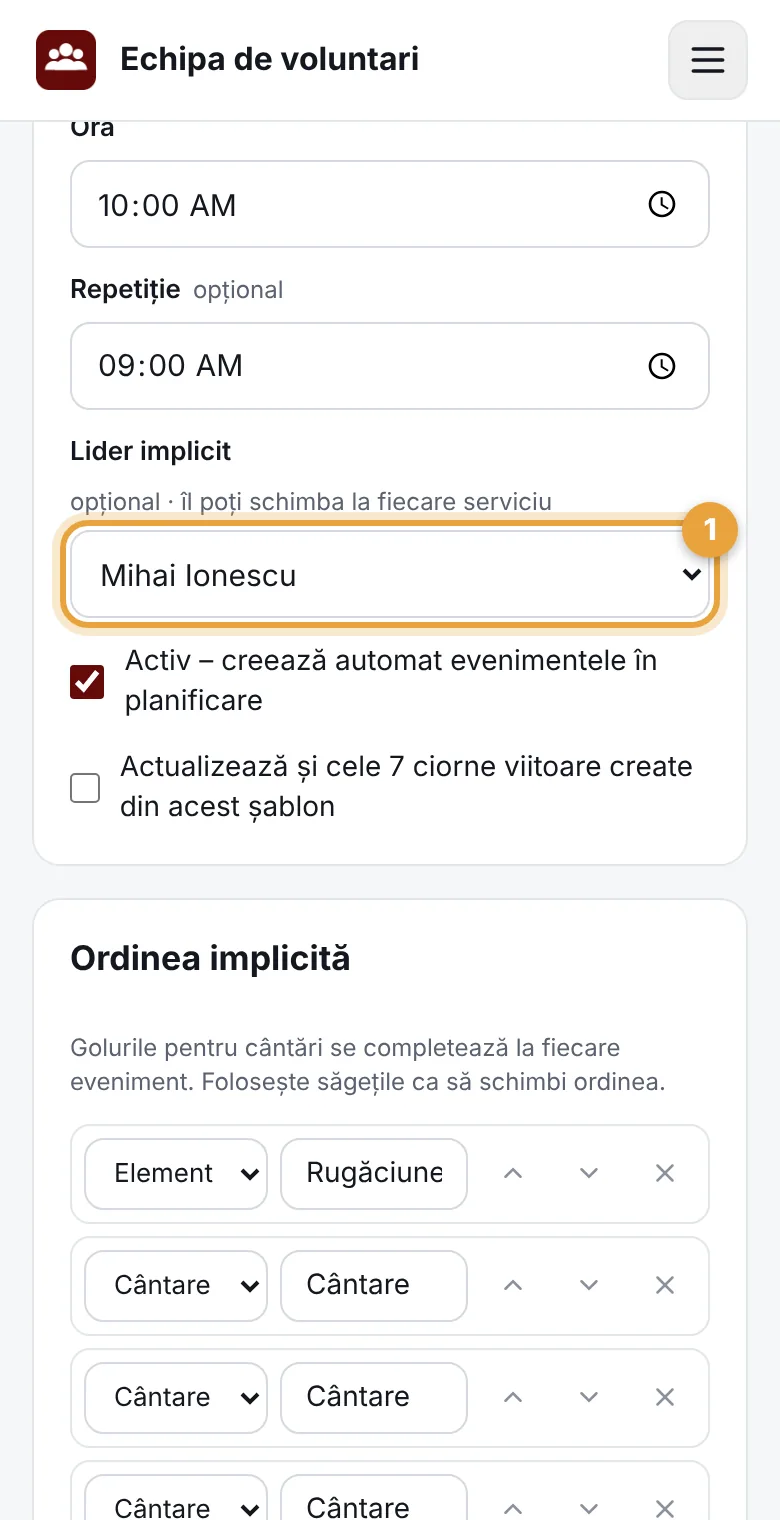 Echipa de voluntari
Ora
10:00 AM
Repetiție opțional
09:00 AM
Lider implicit
opțional · îl poți schimba la fiecare serviciu
1
Mihai Ionescu
Activ – creează automat evenimentele în
planificare
Actualizează și cele 7 ciorne viitoare create
din acest șablon
Ordinea implicită
Golurile pentru cântări se completează la fiecare
eveniment. Folosește săgețile ca să schimbi ordinea.
Element Rugăciune
Cântare Cântare
Cântare Cântare
Cântare Cântare